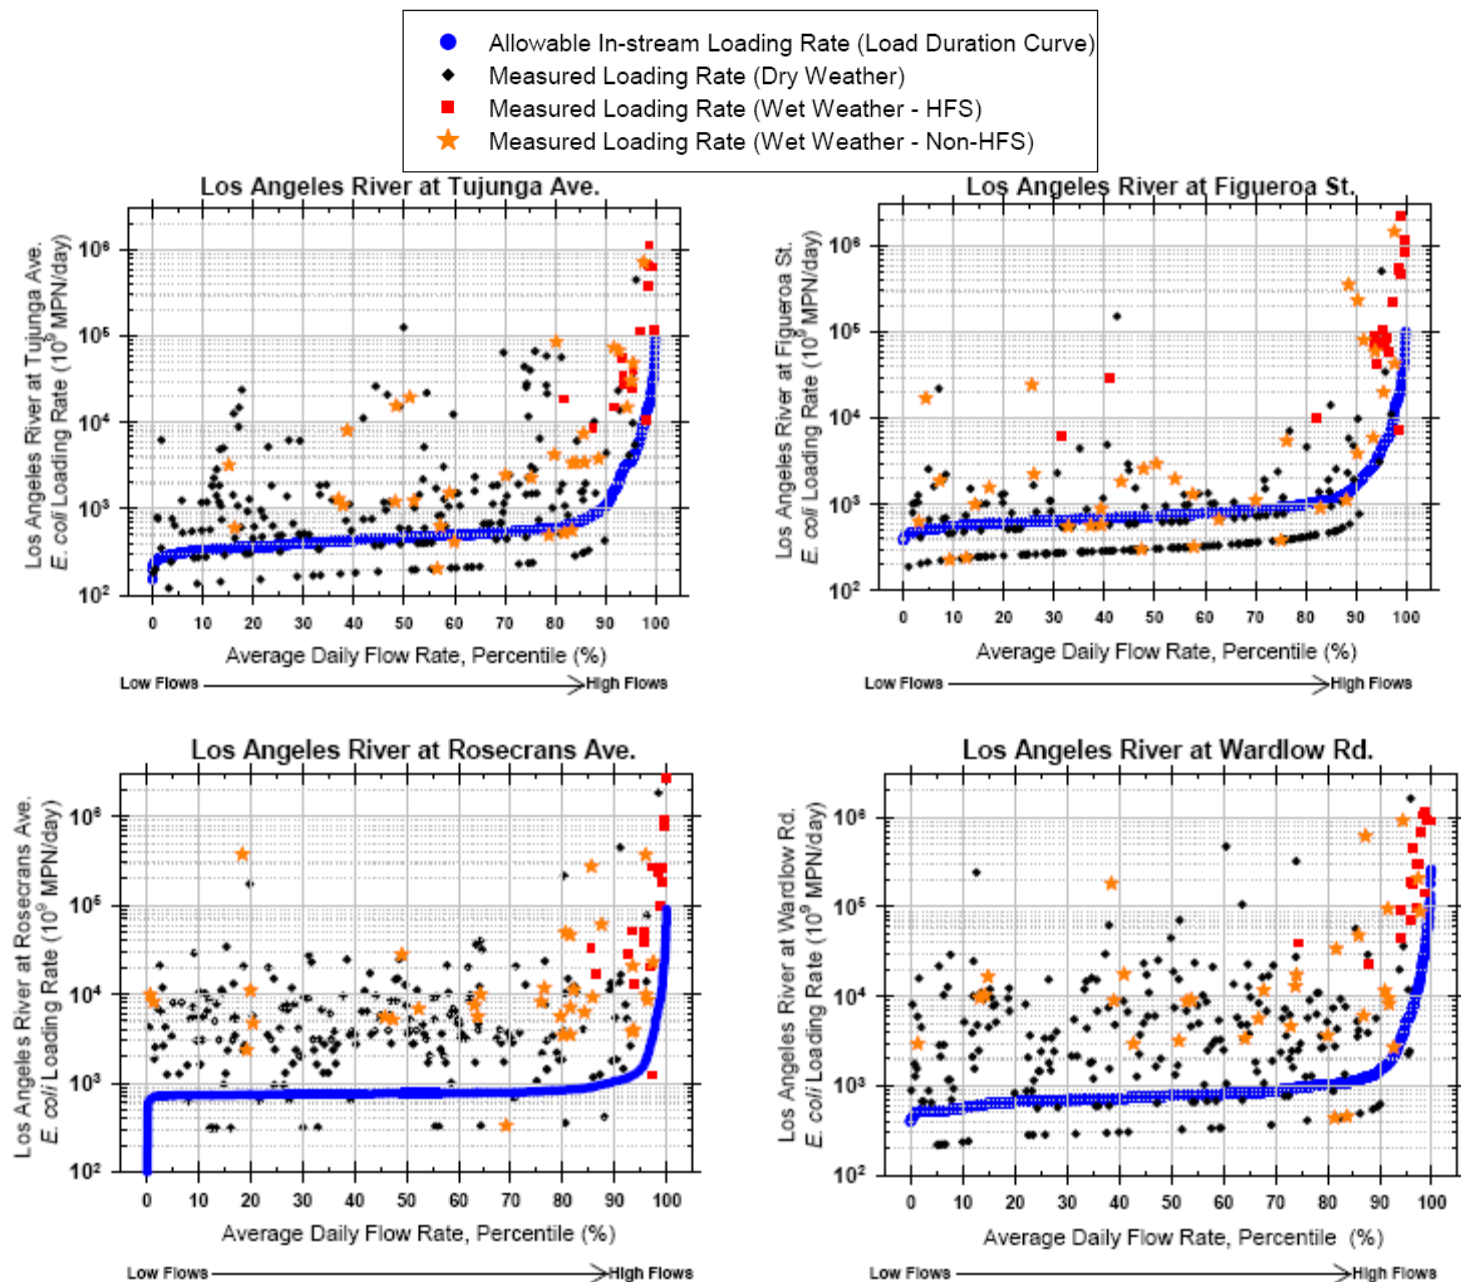 Allowable In-stream Loading Rate (Load Duration Curve)
Measured Loading Rate (Dry Weather)
Measured Loading Rate (Wet Weather - HFS)
Measured Loading Rate (Wet Weather - Non-HFS)
Los Angeles River at Tujunga Ave.
Los Angeles River at Tujunga Ave.
E. coli Loading Rate (10⁹ MPN/day)
10⁶
10⁵
10⁴
10³
10²
0 10 20 30 40 50 60 70 80 90 100
Average Daily Flow Rate, Percentile (%)
Low Flows High Flows
Los Angeles River at Figueroa St.
Los Angeles River at Figueroa St.
E. coli Loading Rate (10⁹ MPN/day)
10⁶
10⁵
10⁴
10³
10²
0 10 20 30 40 50 60 70 80 90 100
Average Daily Flow Rate, Percentile (%)
Low Flows High Flows
Los Angeles River at Rosecrans Ave.
Los Angeles River at Rosecrans Ave.
E. coli Loading Rate (10⁹ MPN/day)
10⁶
10⁵
10⁴
10³
10²
0 10 20 30 40 50 60 70 80 90 100
Average Daily Flow Rate, Percentile (%)
Low Flows High Flows
Los Angeles River at Wardlow Rd.
Los Angeles River at Wardlow Rd.
E. coli Loading Rate (10⁹ MPN/day)
10⁶
10⁵
10⁴
10³
10²
0 10 20 30 40 50 60 70 80 90 100
Average Daily Flow Rate, Percentile (%)
Low Flows High Flows